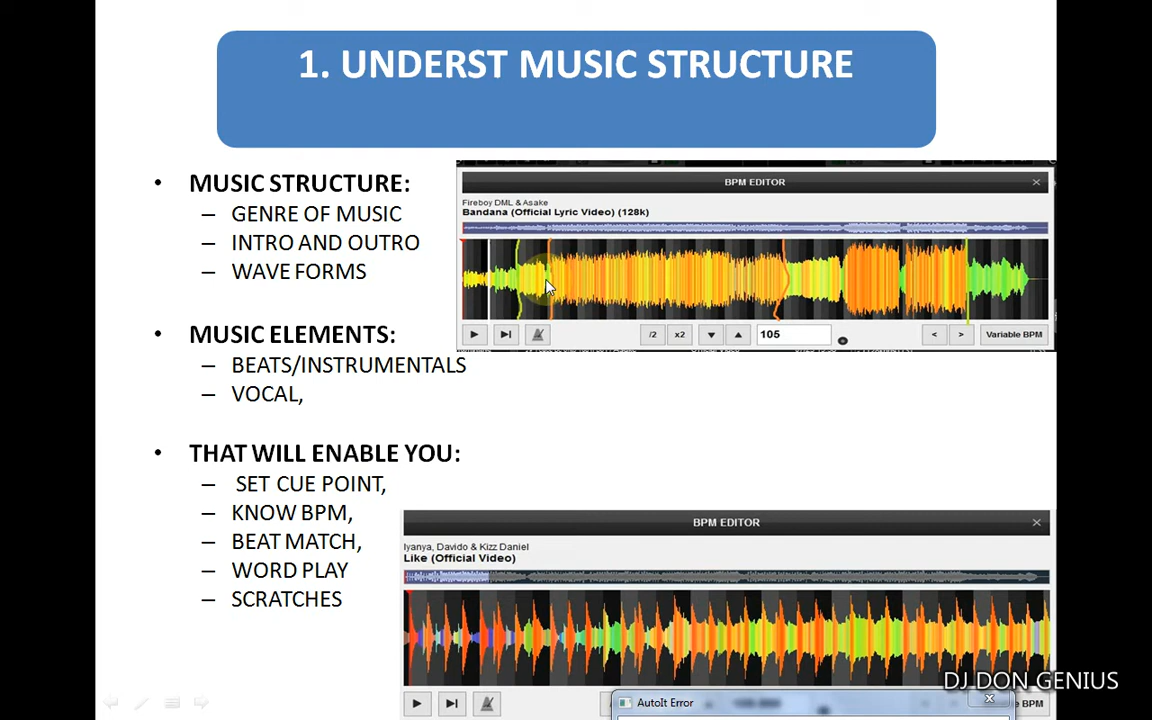 1. UNDERST MUSIC STRUCTURE
• MUSIC STRUCTURE:
– GENRE OF MUSIC
– INTRO AND OUTRO
– WAVE FORMS
• MUSIC ELEMENTS:
– BEATS/INSTRUMENTALS
– VOCAL,
• THAT WILL ENABLE YOU:
– SET CUE POINT,
– KNOW BPM,
– BEAT MATCH,
– WORD PLAY
– SCRATCHES
BPM EDITOR
Fireboy DML & Asake
Bandana (Official Lyric Video) (128k)
/2 x2 105 < > Variable BPM
BPM EDITOR
Iyanya, Davido & Kizz Daniel
Like (Official Video)
DJ DON GENIUS
AutoIt Error
BPM